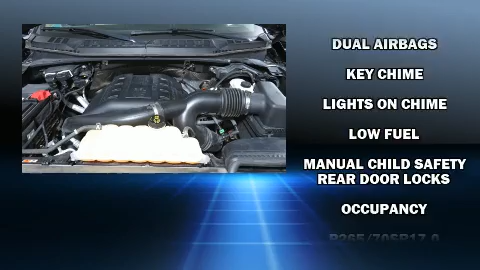 DUAL AIRBAGS
KEY CHIME
LIGHTS ON CHIME
LOW FUEL
MANUAL CHILD SAFETY
REAR DOOR LOCKS
OCCUPANCY